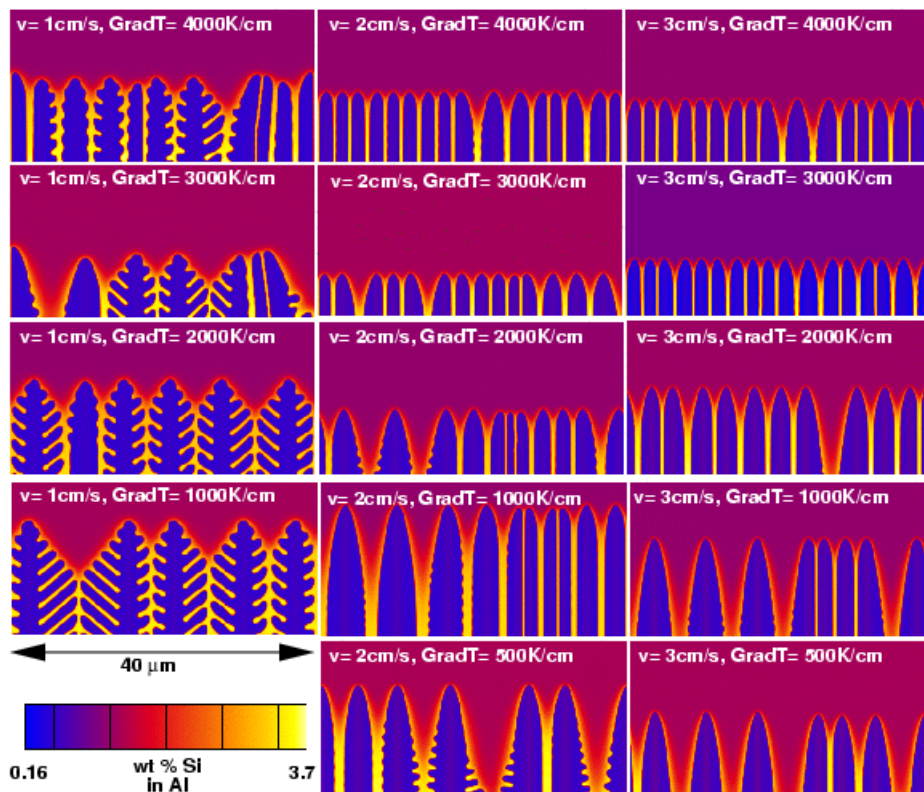 v= 1cm/s, GradT= 4000K/cm
v= 2cm/s, GradT= 4000K/cm
v= 3cm/s, GradT= 4000K/cm
v= 1cm/s, GradT= 3000K/cm
v= 2cm/s, GradT= 3000K/cm
v= 3cm/s, GradT= 3000K/cm
v= 1cm/s, GradT= 2000K/cm
v= 2cm/s, GradT= 2000K/cm
v= 3cm/s, GradT= 2000K/cm
v= 1cm/s, GradT= 1000K/cm
v= 2cm/s, GradT= 1000K/cm
v= 3cm/s, GradT= 1000K/cm
40 μm
v= 2cm/s, GradT= 500K/cm
v= 3cm/s, GradT= 500K/cm
0.16 wt % Si 3.7
in Al